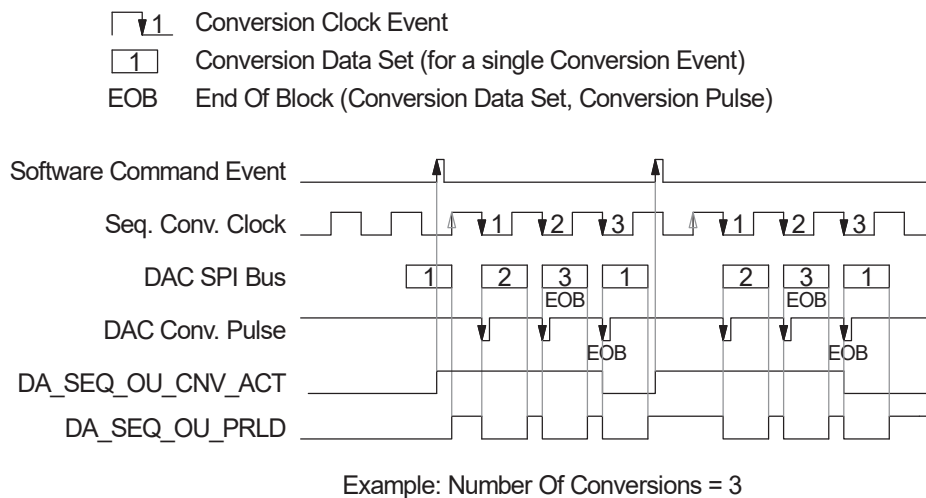 1 Conversion Clock Event
1 Conversion Data Set (for a single Conversion Event)
EOB End Of Block (Conversion Data Set, Conversion Pulse)
Software Command Event
Seq. Conv. Clock 1 2 3 1 2 3
DAC SPI Bus 1 2 3 1 2 3 1
EOB EOB
DAC Conv. Pulse
EOB EOB
DA_SEQ_OU_CNV_ACT
DA_SEQ_OU_PRLD
Example: Number Of Conversions = 3